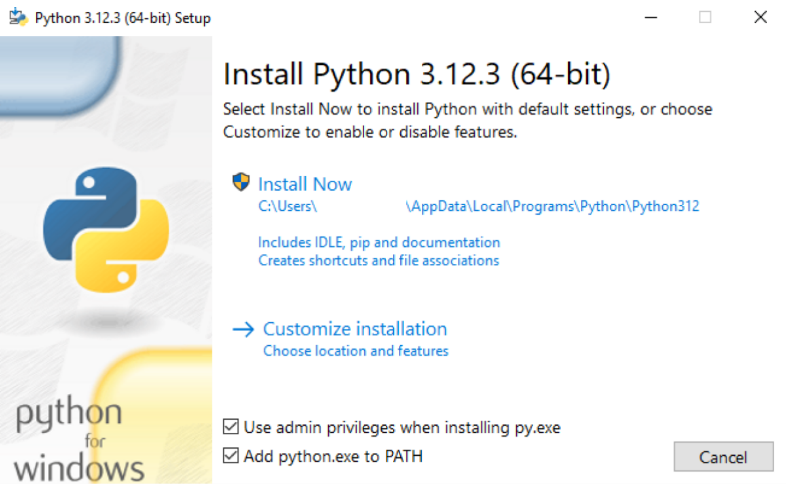 Python 3.12.3 (64-bit) Setup
Install Python 3.12.3 (64-bit)
Select Install Now to install Python with default settings, or choose
Customize to enable or disable features.
Install Now
C:\Users\ \AppData\Local\Programs\Python\Python312
Includes IDLE, pip and documentation
Creates shortcuts and file associations
Customize installation
Choose location and features
Use admin privileges when installing py.exe
Add python.exe to PATH
Cancel
python
for
windows